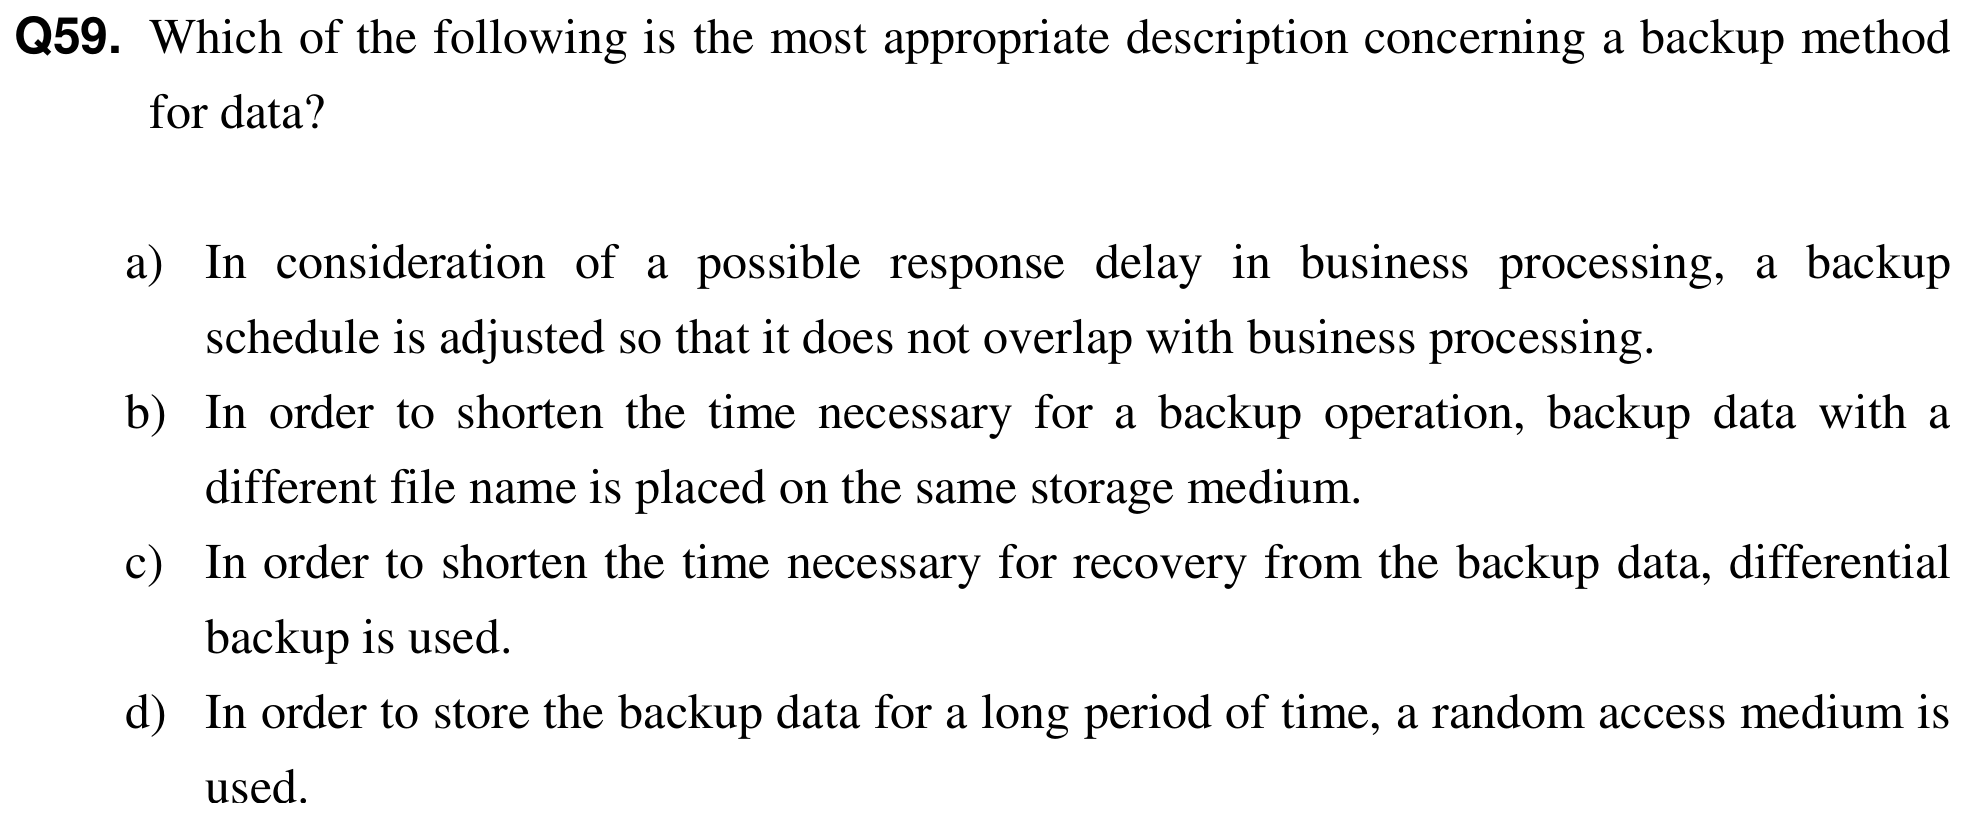 Q59. Which of the following is the most appropriate description concerning a backup method
for data?
a) In consideration of a possible response delay in business processing, a backup
schedule is adjusted so that it does not overlap with business processing.
b) In order to shorten the time necessary for a backup operation, backup data with a
different file name is placed on the same storage medium.
c) In order to shorten the time necessary for recovery from the backup data, differential
backup is used.
d) In order to store the backup data for a long period of time, a random access medium is
used.